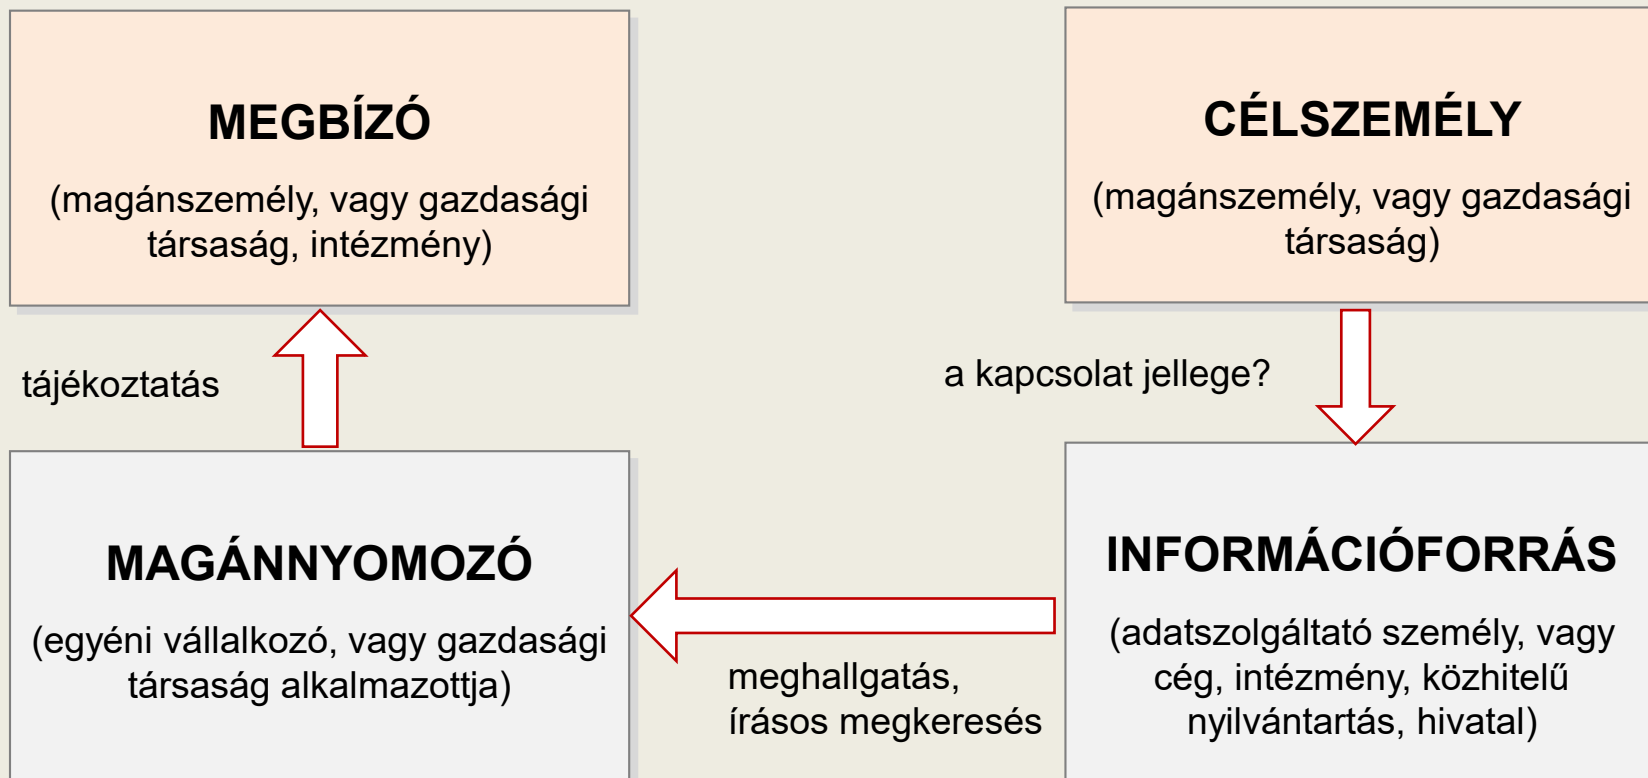 MEGBÍZÓ
(magánszemély, vagy gazdasági
társaság, intézmény)
CÉLSZEMÉLY
(magánszemély, vagy gazdasági
társaság)
tájékoztatás
a kapcsolat jellege?
MAGÁNNYOMOZÓ
(egyéni vállalkozó, vagy gazdasági
társaság alkalmazottja)
meghallgatás,
írásos megkeresés
INFORMÁCIÓFORRÁS
(adatszolgáltató személy, vagy
cég, intézmény, közhitelű
nyilvántartás, hivatal)